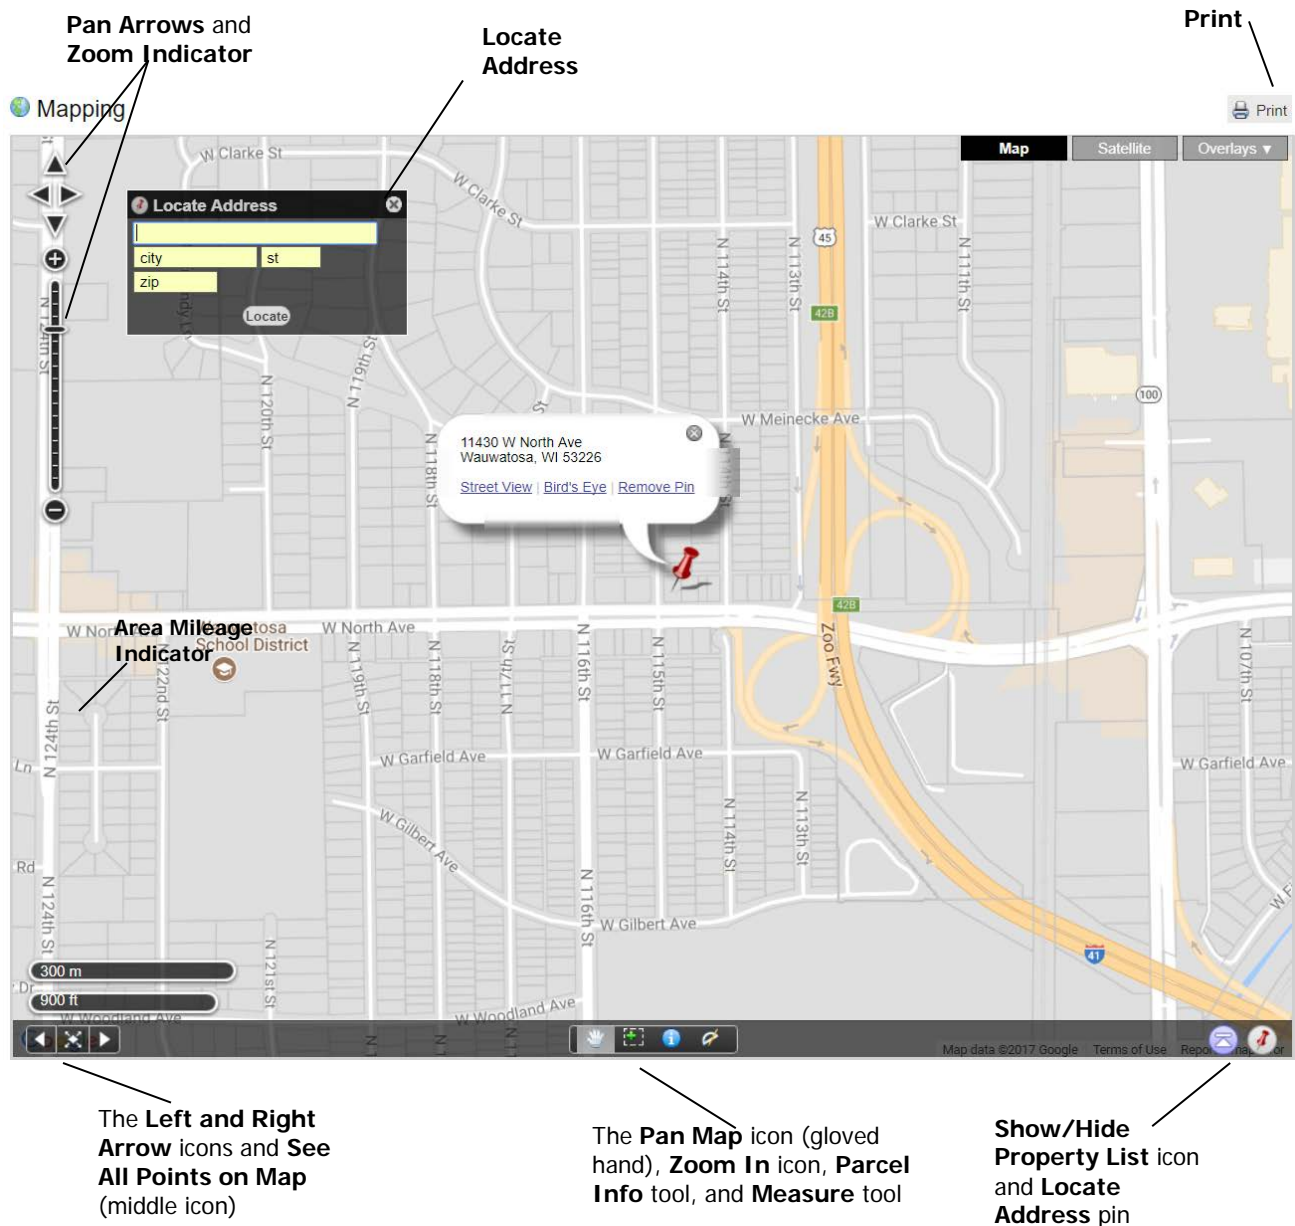 Pan Arrows and
Zoom Indicator
Locate
Address
Print
Mapping
Print
Map
Satellite
Overlays ▼
Locate Address
city
st
zip
Locate
11430 W North Ave
Wauwatosa, WI 53226
Street View | Bird's Eye | Remove Pin
W Clarke St
W Clarke St
W Clarke St
N 114th St
N 113th St
N 111th St
45
42B
100
N 124th St
N 120th St
N 119th St
N 118th St
St
W Meinecke Ave
42B
Zoo Fwy
Area Mileage
Indicator
School District
W North Ave
N 122nd St
N 119th St
N 118th St
N 117th St
N 116th St
N 115th St
N 107th St
N 124th St
Ln
W Garfield Ave
W Garfield Ave
W Garfield Ave
W Gilbert Ave
N 114th St
N 113th St
Rd
N 124th St
N 116th St
W Gilbert Ave
N 121st St
41
300 m
900 ft
Dr
W Woodland Ave
W Woodland Ave
Map data ©2017 Google
Terms of Use
The Left and Right
Arrow icons and See
All Points on Map
(middle icon)
The Pan Map icon (gloved
hand), Zoom In icon, Parcel
Info tool, and Measure tool
Show/Hide
Property List icon
and Locate
Address pin